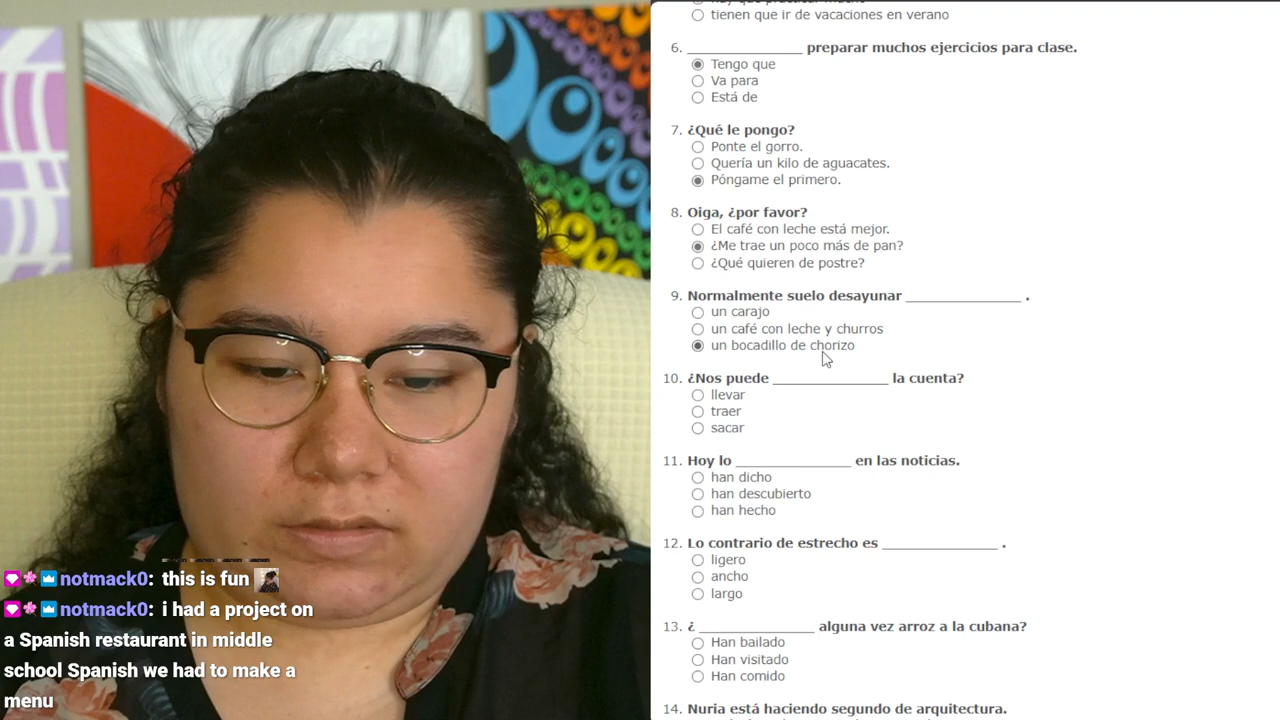 tienen que ir de vacaciones en verano
6. _______________ preparar muchos ejercicios para clase.
Tengo que
Va para
Está de
7. ¿Qué le pongo?
Ponte el gorro.
Quería un kilo de aguacates.
Póngame el primero.
8. Oiga, ¿por favor?
El café con leche está mejor.
¿Me trae un poco más de pan?
¿Qué quieren de postre?
9. Normalmente suelo desayunar _______________ .
un carajo
un café con leche y churros
un bocadillo de chorizo
10. ¿Nos puede _______________ la cuenta?
llevar
traer
sacar
11. Hoy lo _______________ en las noticias.
han dicho
han descubierto
han hecho
12. Lo contrario de estrecho es _______________ .
ligero
ancho
largo
13. ¿ _______________ alguna vez arroz a la cubana?
Han bailado
Han visitado
Han comido
14. Nuria está haciendo segundo de arquitectura.
notmack0: this is fun
notmack0: i had a project on
a Spanish restaurant in middle
school Spanish we had to make a
menu